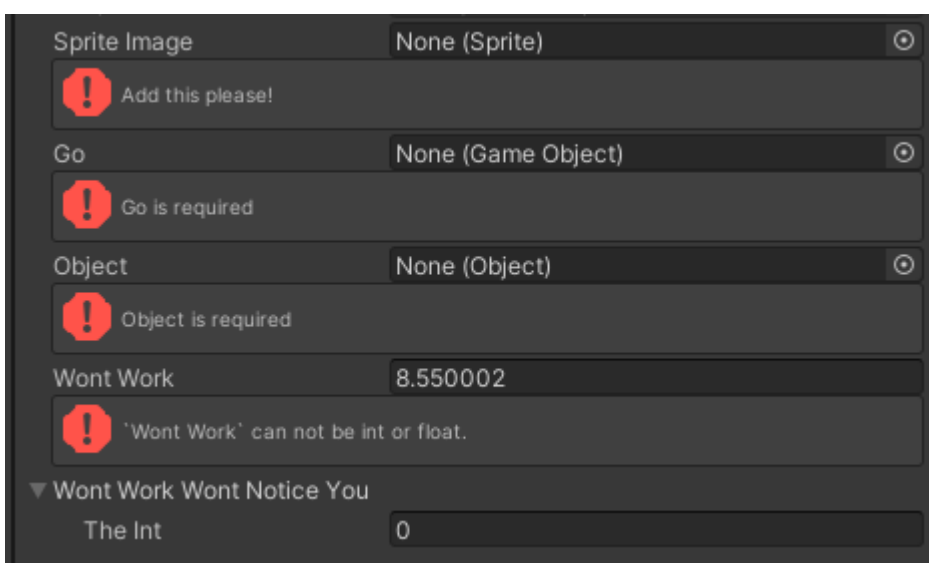 Sprite Image None (Sprite)
Add this please!
Go None (Game Object)
Go is required
Object None (Object)
Object is required
Wont Work 8.550002
`Wont Work` can not be int or float.
Wont Work Wont Notice You
The Int 0